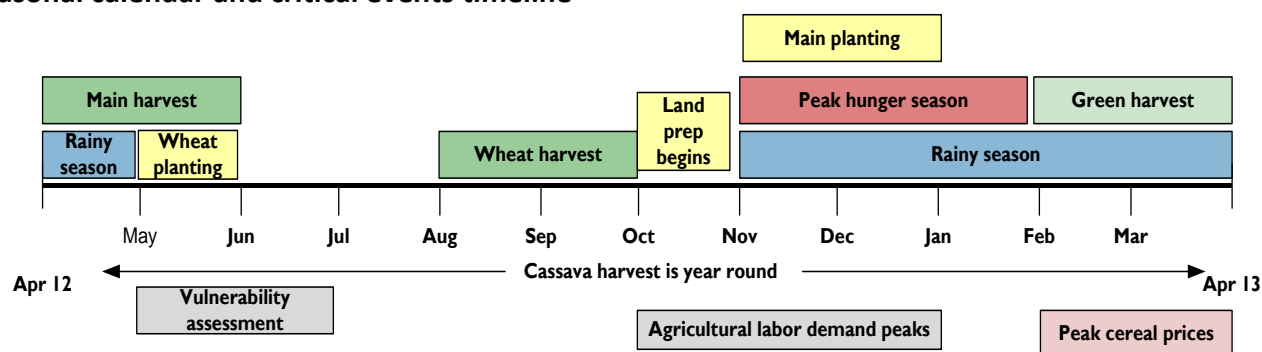 Seasonal calendar and critical events timeline
Main planting
Main harvest
Peak hunger season
Green harvest
Rainy
season
Wheat
planting
Wheat harvest
Land
prep
begins
Rainy season
May
Jun
Jul
Aug
Sep
Oct
Nov
Dec
Jan
Feb
Mar
Apr 12
Cassava harvest is year round
Apr 13
Vulnerability
assessment
Agricultural labor demand peaks
Peak cereal prices